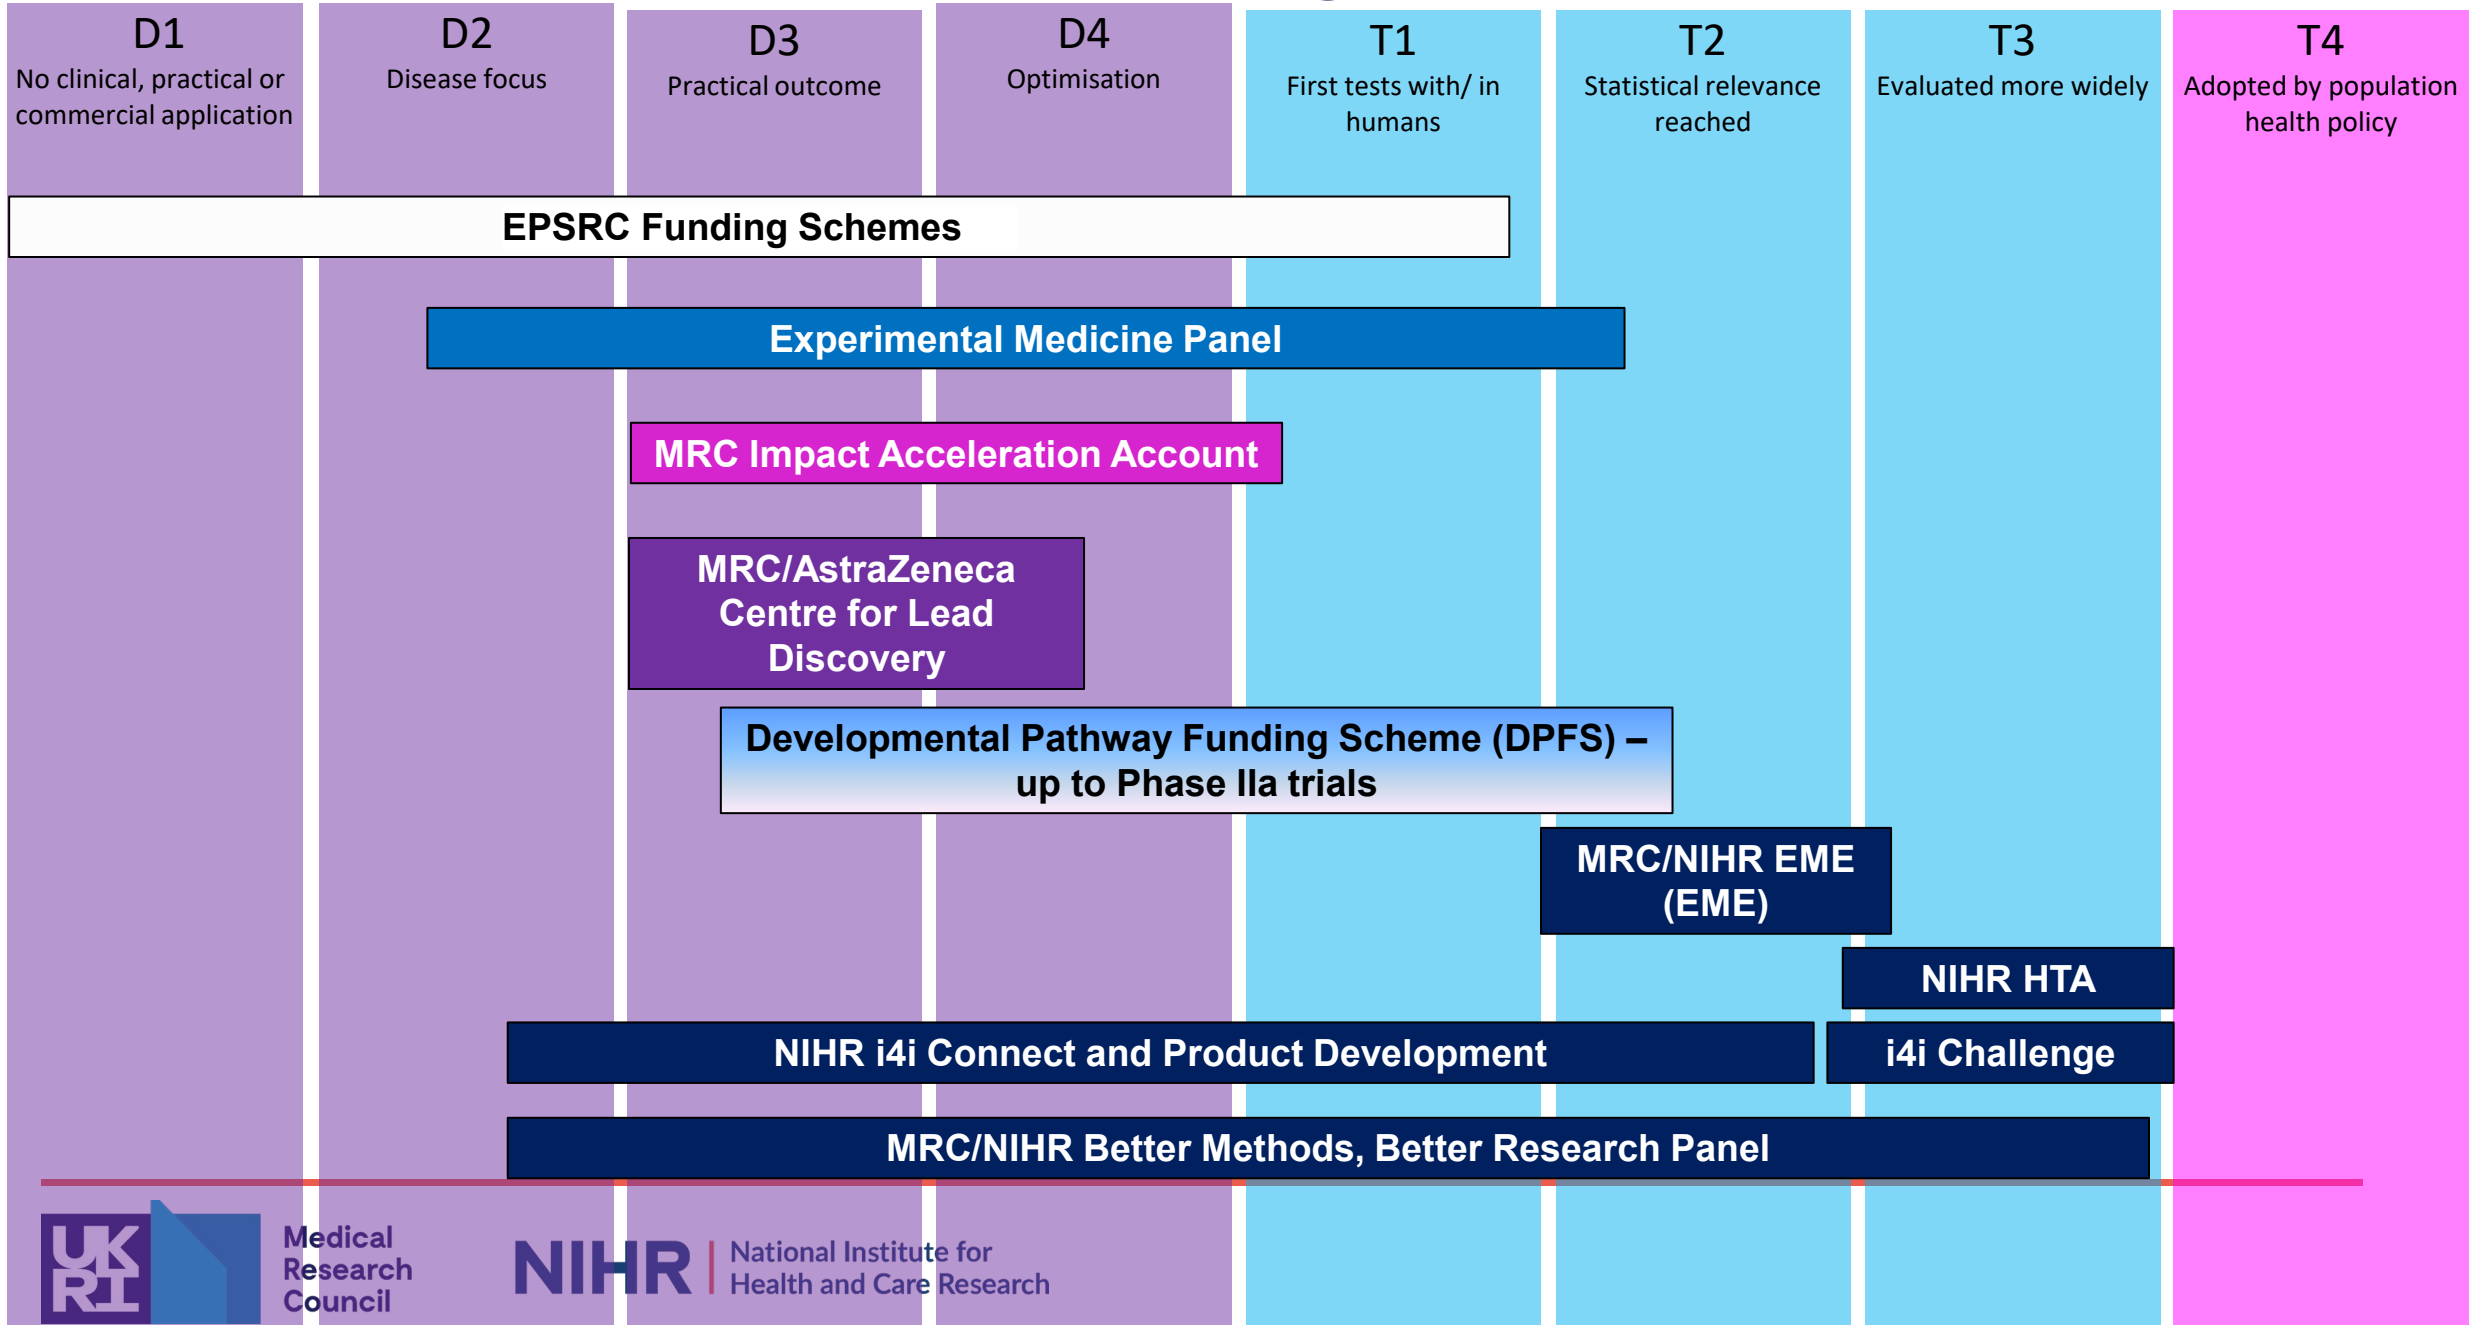 D1
No clinical, practical or
commercial application
D2
Disease focus
D3
Practical outcome
D4
Optimisation
T1
First tests with/ in
humans
T2
Statistical relevance
reached
T3
Evaluated more widely
T4
Adopted by population
health policy
EPSRC Funding Schemes
Experimental Medicine Panel
MRC Impact Acceleration Account
MRC/AstraZeneca
Centre for Lead
Discovery
Developmental Pathway Funding Scheme (DPFS) –
up to Phase IIa trials
MRC/NIHR EME
(EME)
NIHR HTA
NIHR i4i Connect and Product Development
i4i Challenge
MRC/NIHR Better Methods, Better Research Panel
UK
RI
Medical
Research
Council
NIHR
National Institute for
Health and Care Research